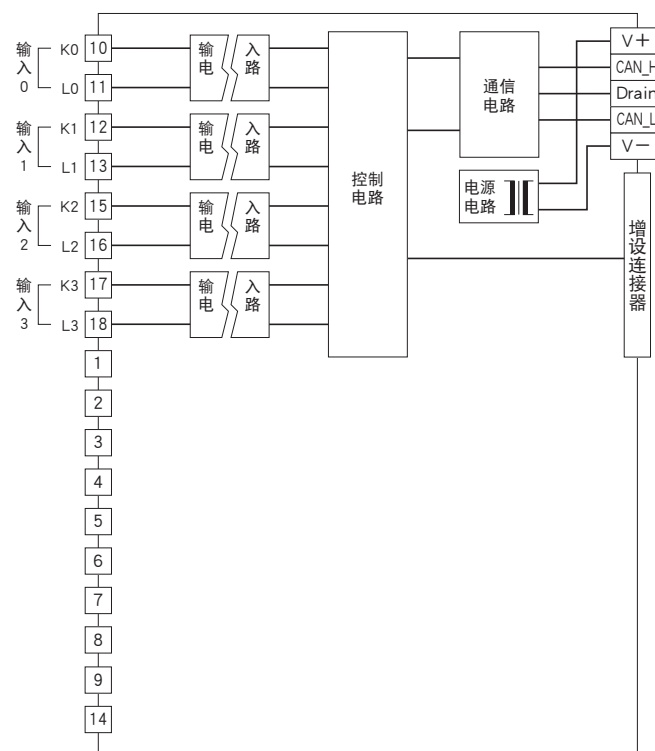 输
入
0
K0
10
L0
11
输
电
入
路
输
入
1
K1
12
L1
13
输
电
入
路
输
入
2
K2
15
L2
16
输
电
入
路
输
入
3
K3
17
L3
18
输
电
入
路
1
2
3
4
5
6
7
8
9
14
控制
电路
通信
电路
电源
电路
V+
CAN_H
Drain
CAN_L
V−
增
设
连
接
器